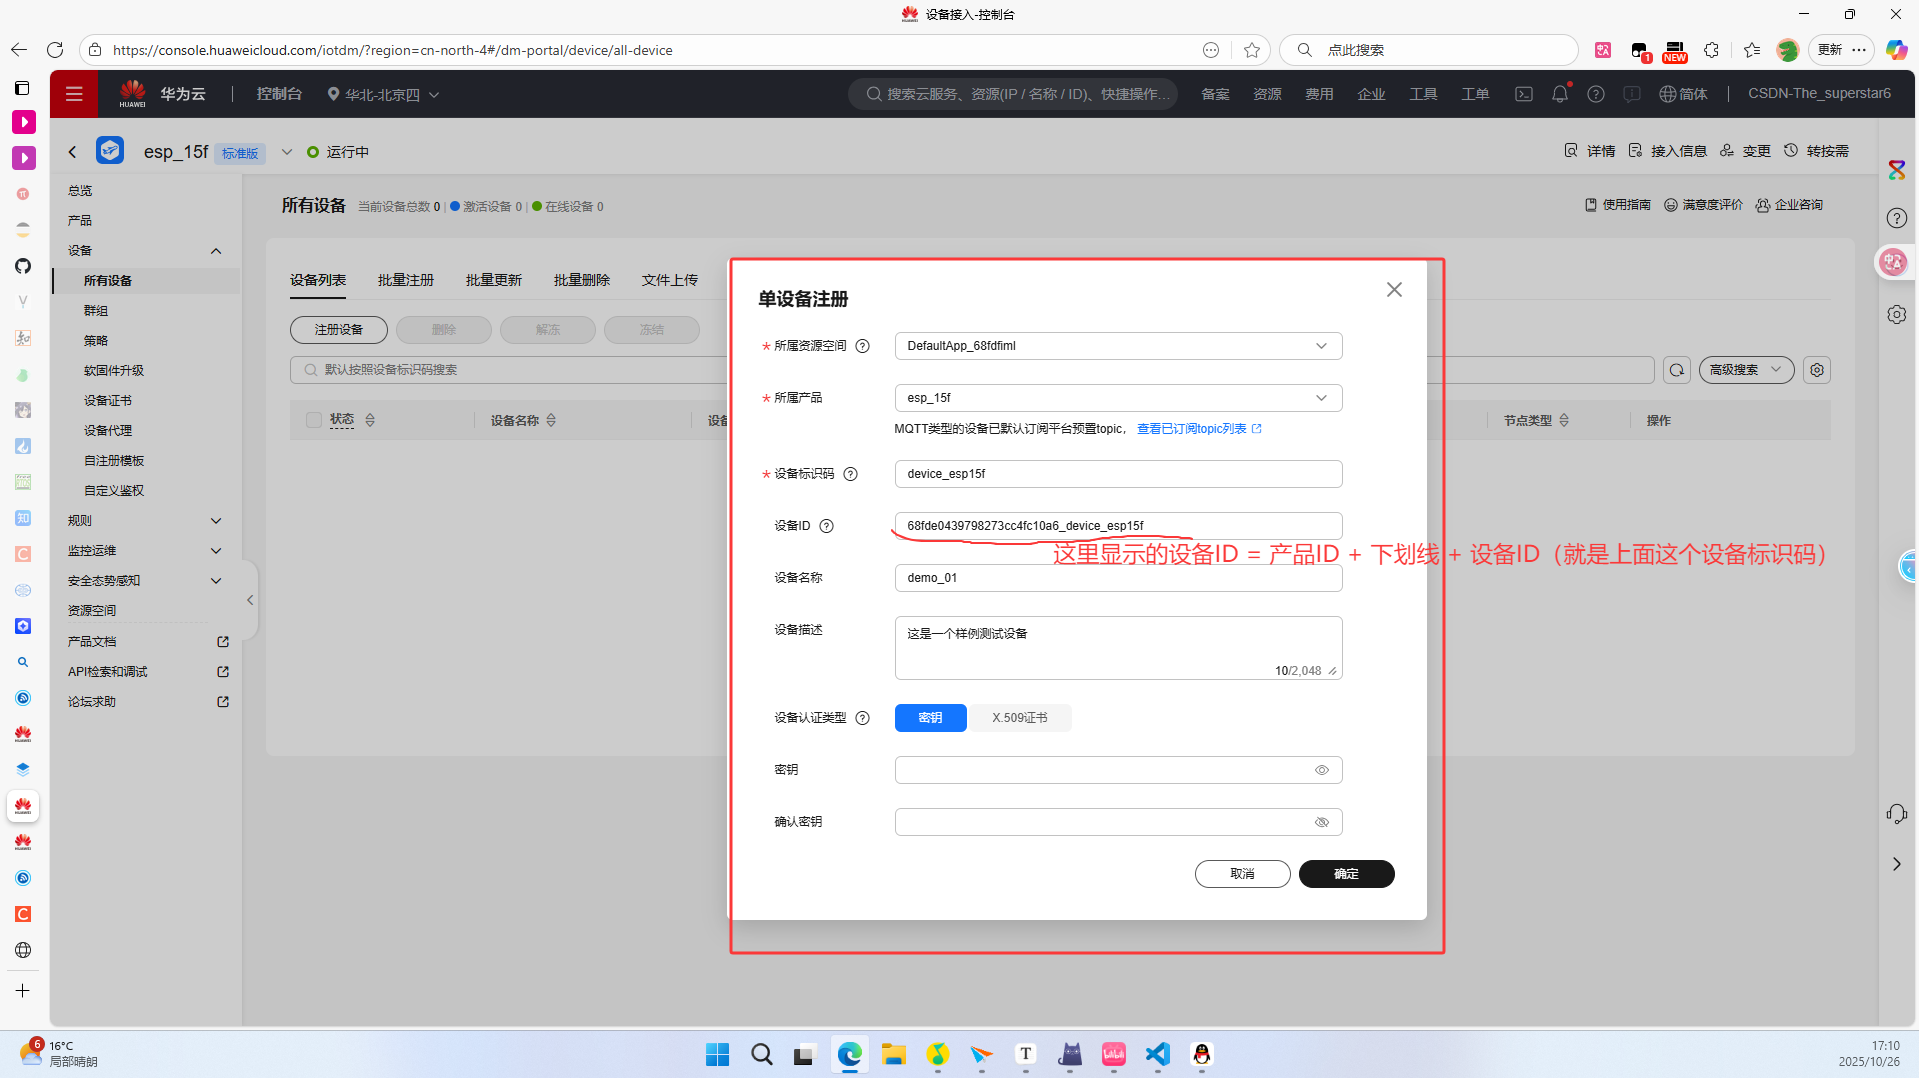 设备接入-控制台
https://console.huaweicloud.com/iotdm/?region=cn-north-4#/dm-portal/device/all-device
点此搜索
1
NEW
更新
HUAWEI
华为云
控制台
华北-北京四
搜索云服务、资源(IP / 名称 / ID)、快捷操作...
备案
资源
费用
企业
工具
工单
简体
CSDN-The_superstar6
esp_15f
标准版
运行中
详情
接入信息
变更
转按需
总览
产品
设备
所有设备
群组
策略
软固件升级
设备证书
设备代理
自注册模板
自定义鉴权
规则
监控运维
安全态势感知
资源空间
产品文档
API检索和调试
论坛求助
所有设备
当前设备总数 0 | 激活设备 0 | 在线设备 0
使用指南
满意度评价
企业咨询
设备列表
批量注册
批量更新
批量删除
文件上传
注册设备
删除
解冻
冻结
默认按照设备标识码搜索
高级搜索
状态
设备名称
设备
节点类型
操作
单设备注册
* 所属资源空间
DefaultApp_68fdfiml
* 所属产品
esp_15f
MQTT类型的设备已默认订阅平台预置topic， 查看已订阅topic列表
* 设备标识码
device_esp15f
设备ID
68fde0439798273cc4fc10a6_device_esp15f
这里显示的设备ID = 产品ID + 下划线 + 设备ID（就是上面这个设备标识码）
设备名称
demo_01
设备描述
这是一个样例测试设备
10/2,048
设备认证类型
密钥
X.509证书
密钥
确认密钥
取消
确定
6
16°C
局部晴朗
17:10
2025/10/26